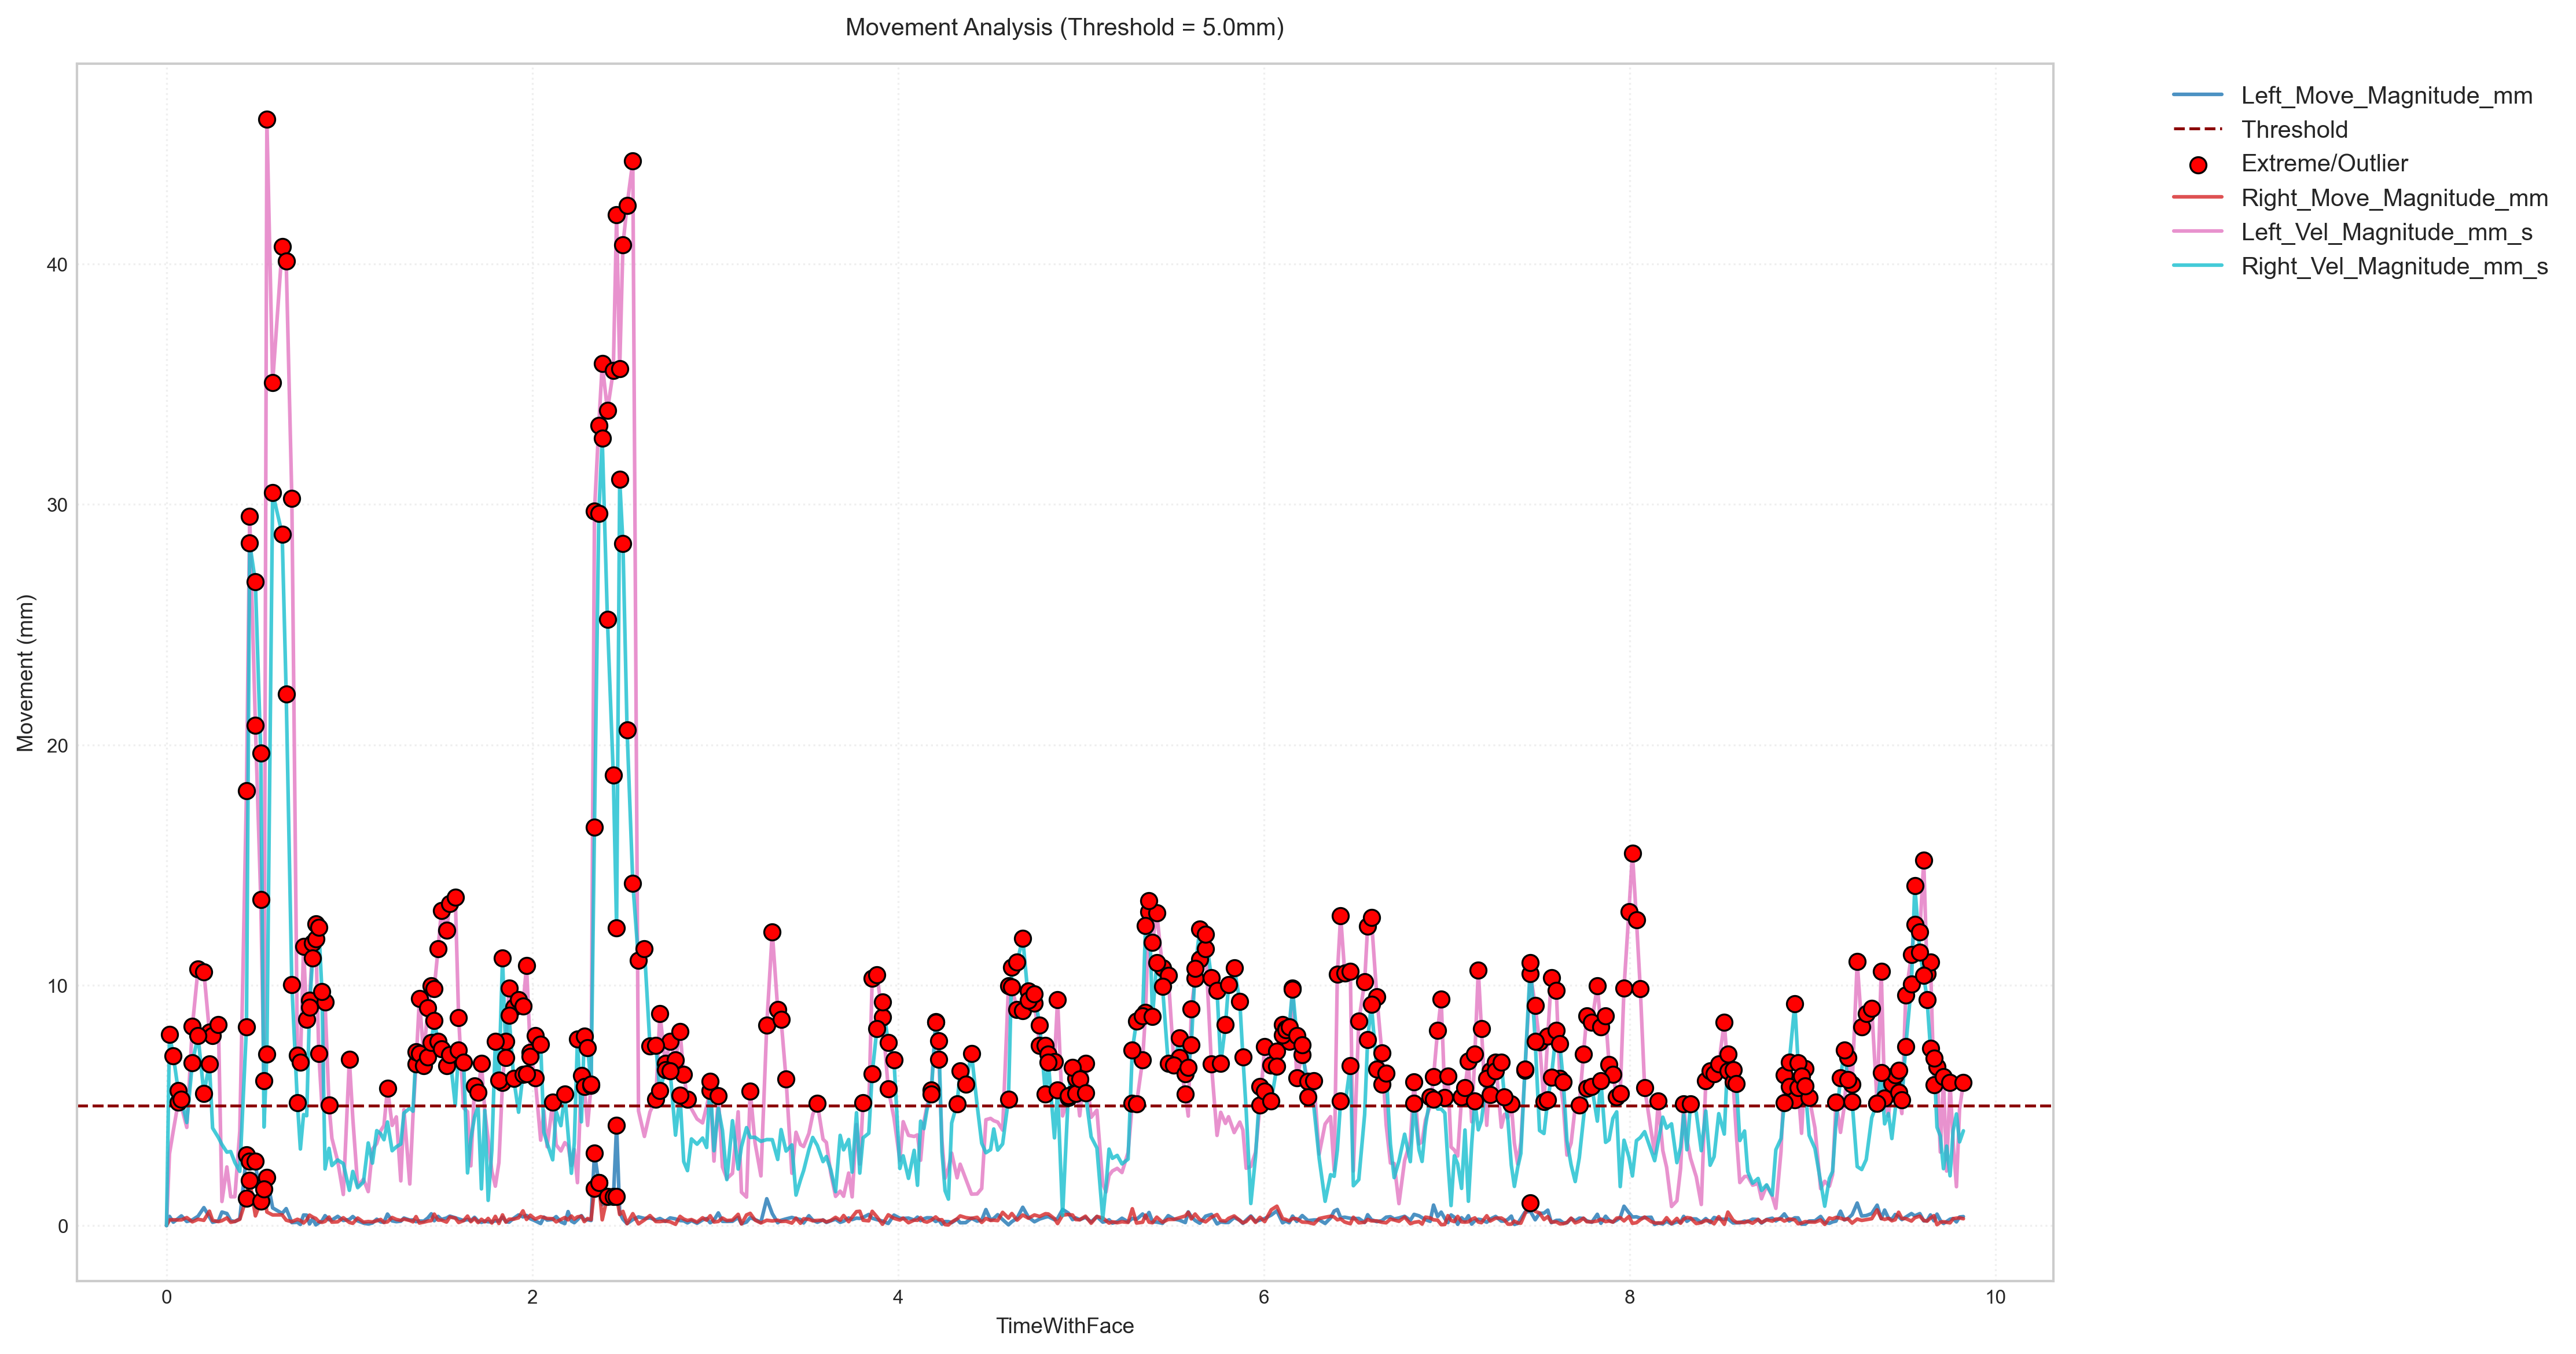 Movement Analysis (Threshold = 5.0mm)
Left_Move_Magnitude_mm
Threshold
Extreme/Outlier
Right_Move_Magnitude_mm
Left_Vel_Magnitude_mm_s
Right_Vel_Magnitude_mm_s
Movement (mm)
40
30
20
10
0
0 2 4 6 8 10
TimeWithFace